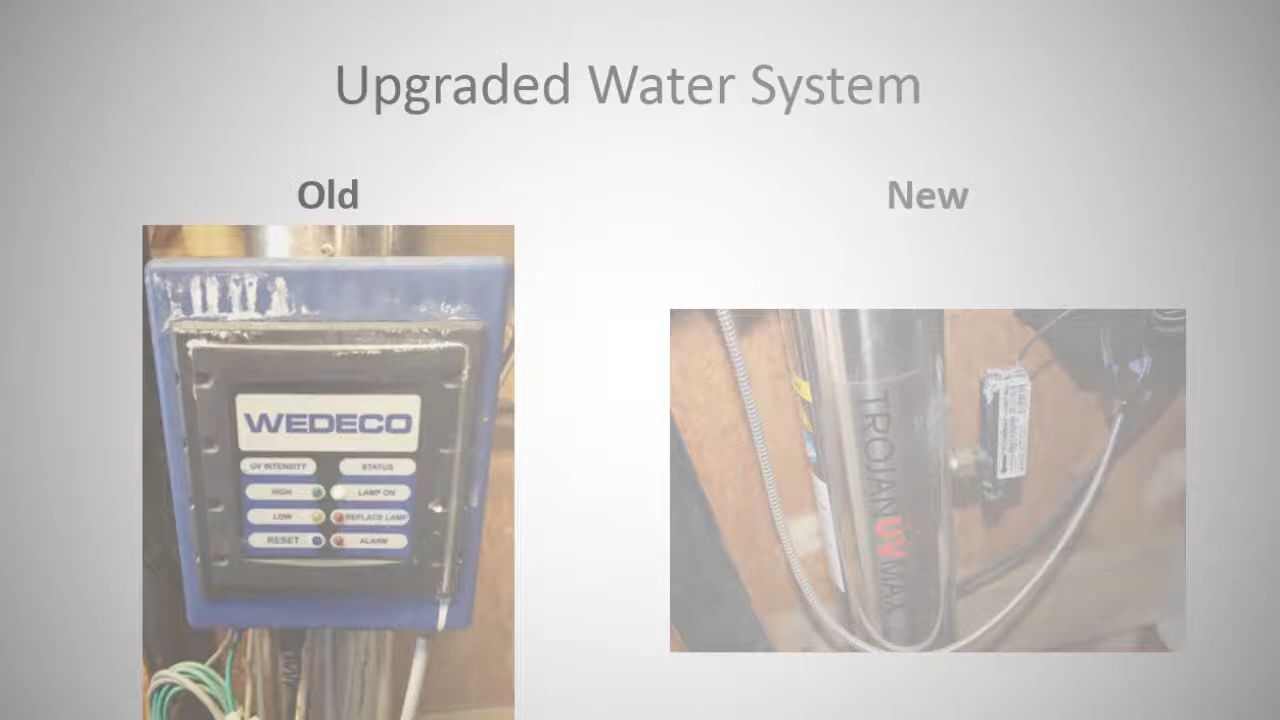 Upgraded Water System
Old
New
WEDECO
UV INTENSITY
STATUS
HIGH
LAMP ON
LOW
REPLACE LAMP
RESET
ALARM
TROJANUVMAX